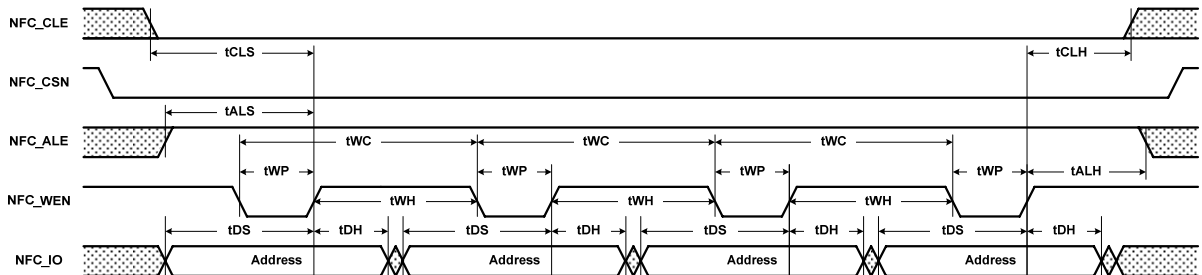 NFC_CLE
tCLS tCLH
NFC_CSN
tALS
NFC_ALE
tWC tWC tWC
tWP tWP tWP tWP tALH
NFC_WEN
tWH tWH tWH
tDS tDH tDS tDH tDS tDH tDS tDH
NFC_IO Address Address Address Address